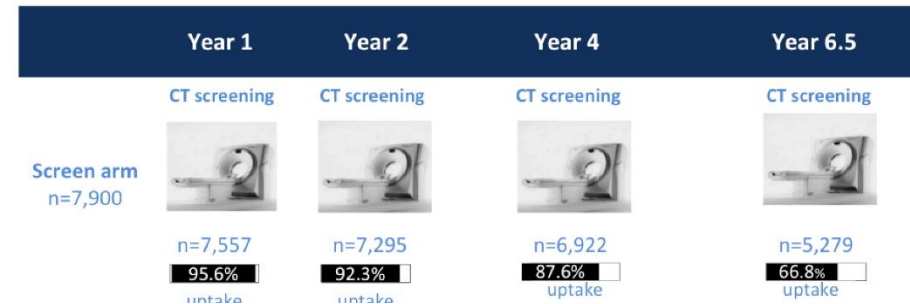 Year 1 Year 2 Year 4 Year 6.5
CT screening CT screening CT screening CT screening
Screen arm
n=7,900
n=7,557 n=7,295 n=6,922 n=5,279
95.6% 92.3% 87.6% 66.8%
uptake uptake uptake uptake